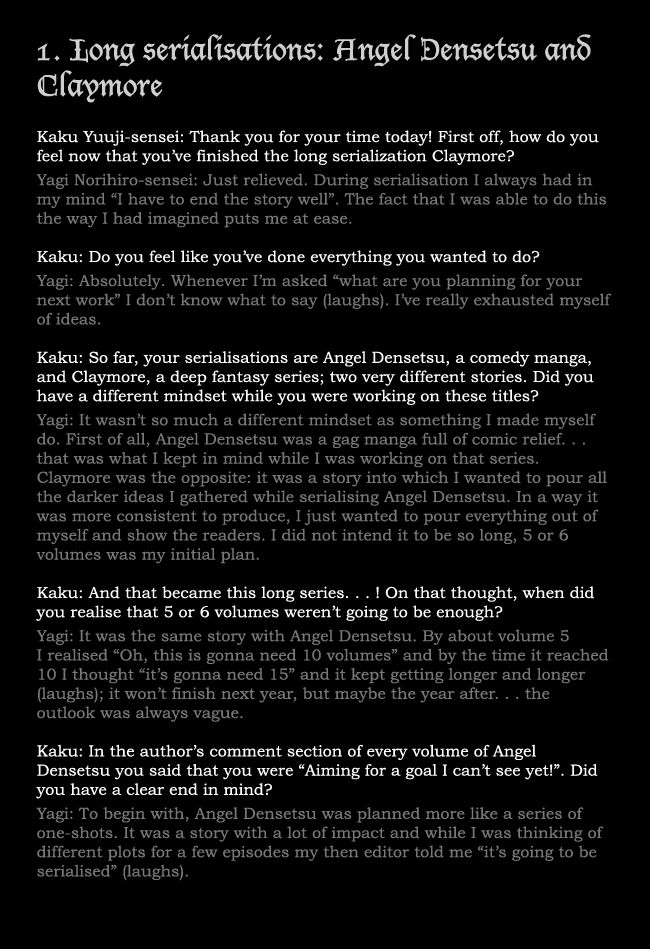 1. Long serialisations: Angel Densetsu and
Claymore
Kaku Yuuji-sensei: Thank you for your time today! First off, how do you
feel now that you’ve finished the long serialization Claymore?
Yagi Norihiro-sensei: Just relieved. During serialisation I always had in
my mind “I have to end the story well”. The fact that I was able to do this
the way I had imagined puts me at ease.
Kaku: Do you feel like you’ve done everything you wanted to do?
Yagi: Absolutely. Whenever I’m asked “what are you planning for your
next work” I don’t know what to say (laughs). I’ve really exhausted myself
of ideas.
Kaku: So far, your serialisations are Angel Densetsu, a comedy manga,
and Claymore, a deep fantasy series; two very different stories. Did you
have a different mindset while you were working on these titles?
Yagi: It wasn’t so much a different mindset as something I made myself
do. First of all, Angel Densetsu was a gag manga full of comic relief. . .
that was what I kept in mind while I was working on that series.
Claymore was the opposite: it was a story into which I wanted to pour all
the darker ideas I gathered while serialising Angel Densetsu. In a way it
was more consistent to produce, I just wanted to pour everything out of
myself and show the readers. I did not intend it to be so long, 5 or 6
volumes was my initial plan.
Kaku: And that became this long series. . . ! On that thought, when did
you realise that 5 or 6 volumes weren’t going to be enough?
Yagi: It was the same story with Angel Densetsu. By about volume 5
I realised “Oh, this is gonna need 10 volumes” and by the time it reached
10 I thought “it’s gonna need 15” and it kept getting longer and longer
(laughs); it won’t finish next year, but maybe the year after. . . the
outlook was always vague.
Kaku: In the author’s comment section of every volume of Angel
Densetsu you said that you were “Aiming for a goal I can’t see yet!”. Did
you have a clear end in mind?
Yagi: To begin with, Angel Densetsu was planned more like a series of
one-shots. It was a story with a lot of impact and while I was thinking of
different plots for a few episodes my then editor told me “it’s going to be
serialised” (laughs).